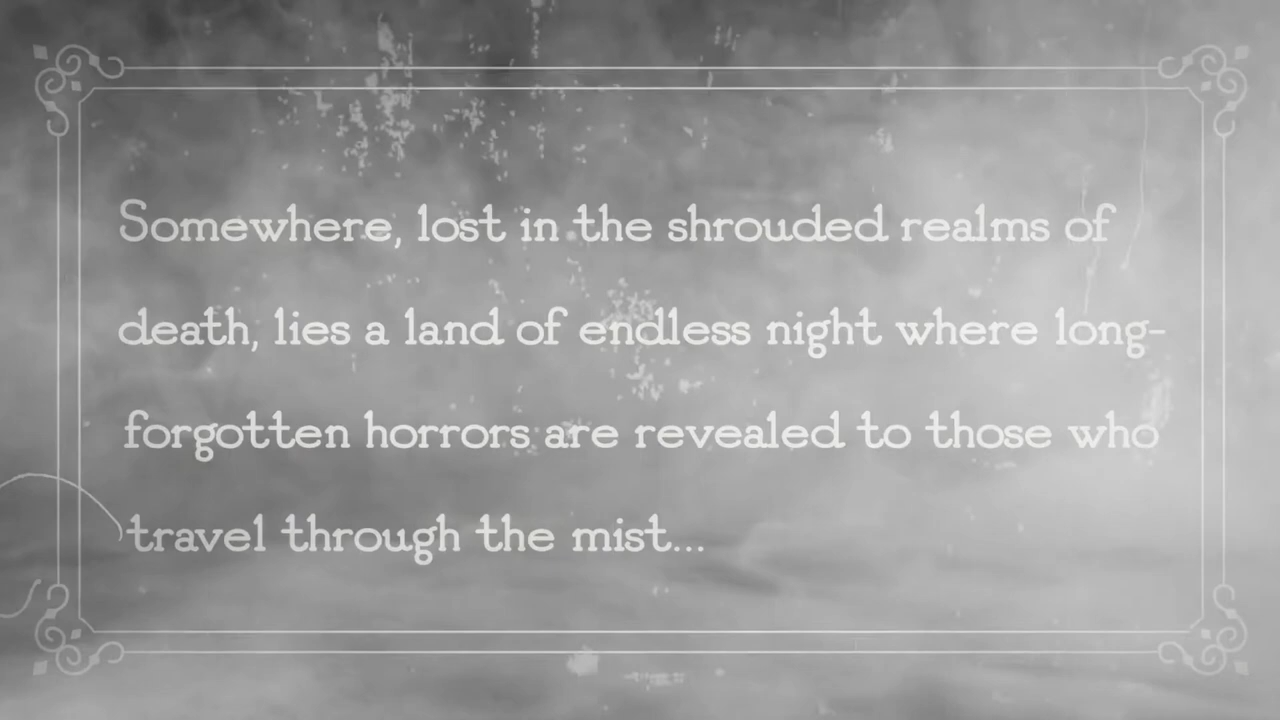 Somewhere, lost in the shrouded realms of
death, lies a land of endless night where long-
forgotten horrors are revealed to those who
travel through the mist...